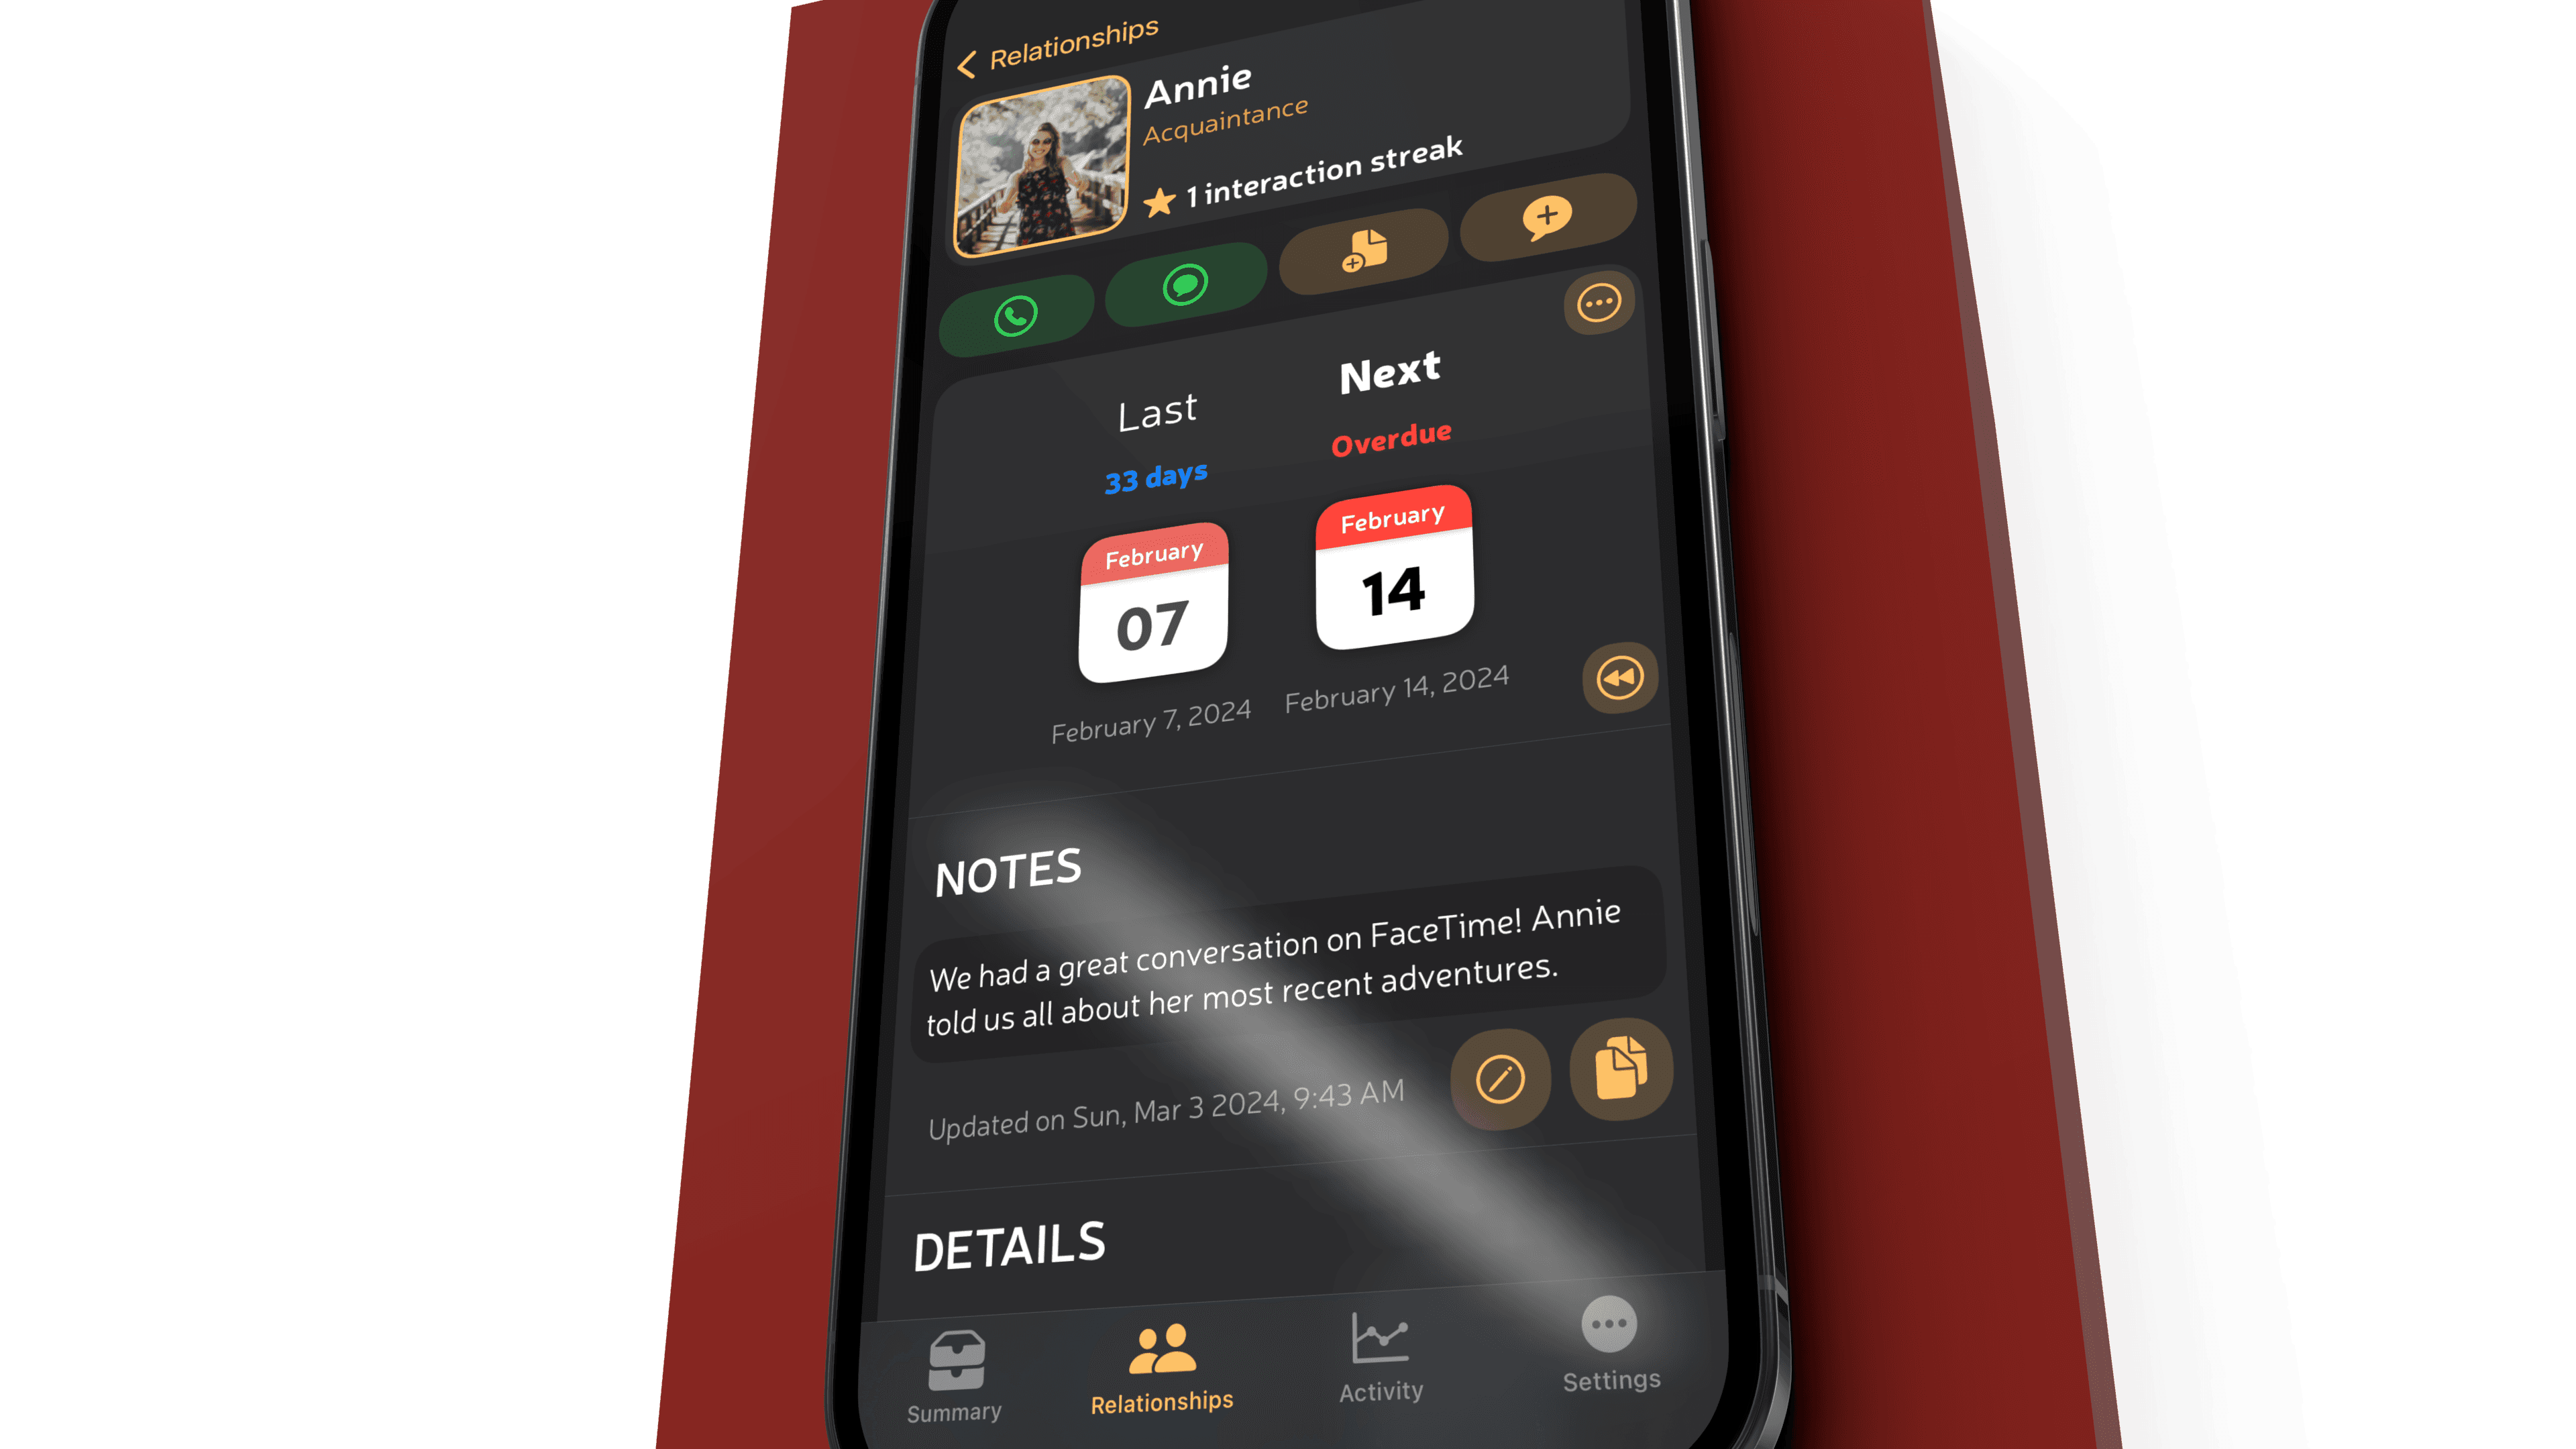 Relationships
Annie
Acquaintance
1 interaction streak
Last
Next
33 days
Overdue
February
07
February
14
February 7, 2024
February 14, 2024
NOTES
We had a great conversation on FaceTime! Annie
told us all about her most recent adventures.
Updated on Sun, Mar 3 2024, 9:43 AM
DETAILS
Summary
Relationships
Activity
Settings